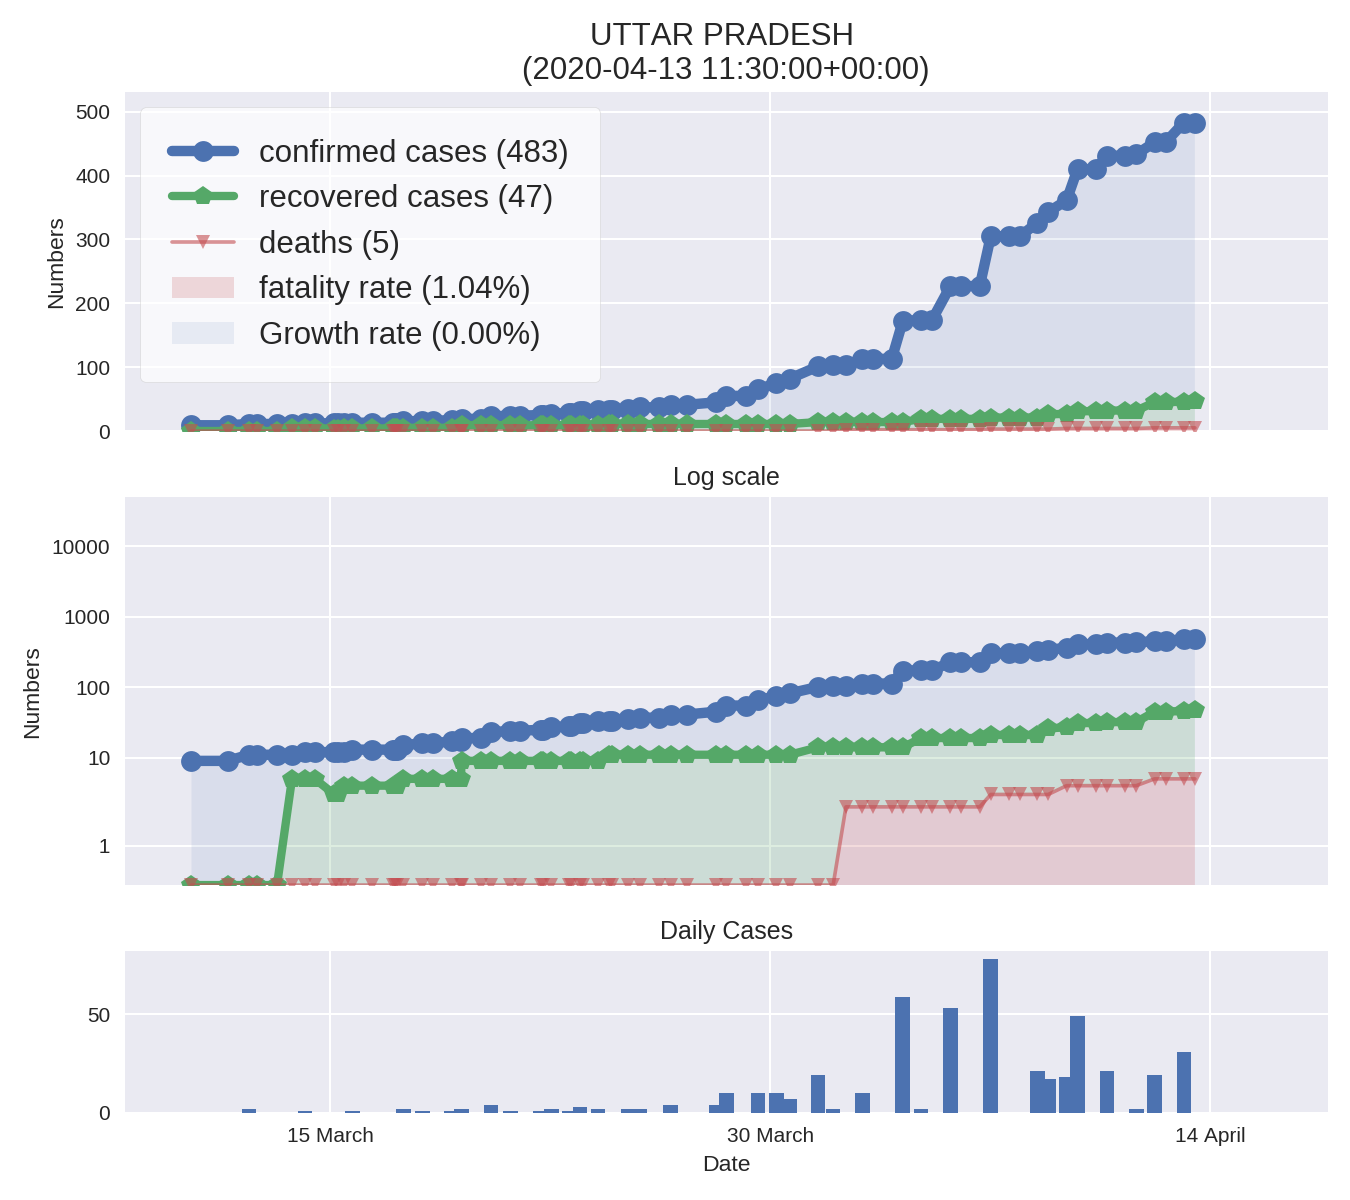 UTTAR PRADESH
(2020-04-13 11:30:00+00:00)
500
400
300
200
100
0
Numbers
confirmed cases (483)
recovered cases (47)
deaths (5)
fatality rate (1.04%)
Growth rate (0.00%)
Log scale
10000
1000
100
10
1
Numbers
Daily Cases
50
0
15 March
30 March
14 April
Date